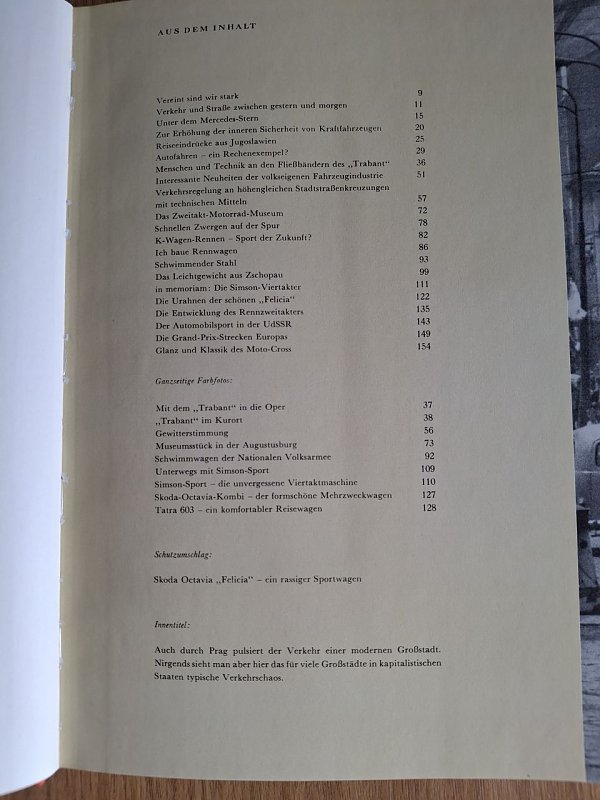 AUS DEM INHALT
Vereint sind wir stark 9
Verkehr und Straße zwischen gestern und morgen 11
Unter dem Mercedes-Stern 15
Zur Erhöhung der inneren Sicherheit von Kraftfahrzeugen 20
Reiseeindrücke aus Jugoslawien 25
Autofahren – ein Rechenexempel? 29
Menschen und Technik an den Fließbändern des „Trabant“ 36
Interessante Neuheiten der volkseigenen Fahrzeugindustrie 51
Verkehrsregelung an höhengleichen Stadtstraßenkreuzungen
mit technischen Mitteln 57
Das Zweitakt-Motorrad-Museum 72
Schnellen Zwergen auf der Spur 78
K-Wagen-Rennen – Sport der Zukunft? 82
Ich baue Rennwagen 86
Schwimmender Stahl 93
Das Leichtgewicht aus Zschopau 99
in memoriam: Die Simson-Viertakter 111
Die Urahnen der schönen „Felicia“ 122
Die Entwicklung des Rennzweitakters 135
Der Automobilsport in der UdSSR 143
Die Grand-Prix-Strecken Europas 149
Glanz und Klassik des Moto-Cross 154
Ganzseitige Farbfotos:
Mit dem „Trabant“ in die Oper 37
„Trabant“ im Kurort 38
Gewitterstimmung 56
Museumsstück in der Augustusburg 73
Schwimmwagen der Nationalen Volksarmee 92
Unterwegs mit Simson-Sport 109
Simson-Sport – die unvergessene Viertaktmaschine 110
Skoda-Octavia-Kombi – der formschöne Mehrzweckwagen 127
Tatra 603 – ein komfortabler Reisewagen 128
Schutzumschlag:
Skoda Octavia „Felicia“ – ein rassiger Sportwagen
Innentitel:
Auch durch Prag pulsiert der Verkehr einer modernen Großstadt.
Nirgends sieht man aber hier das für viele Großstädte in kapitalistischen
Staaten typische Verkehrschaos.